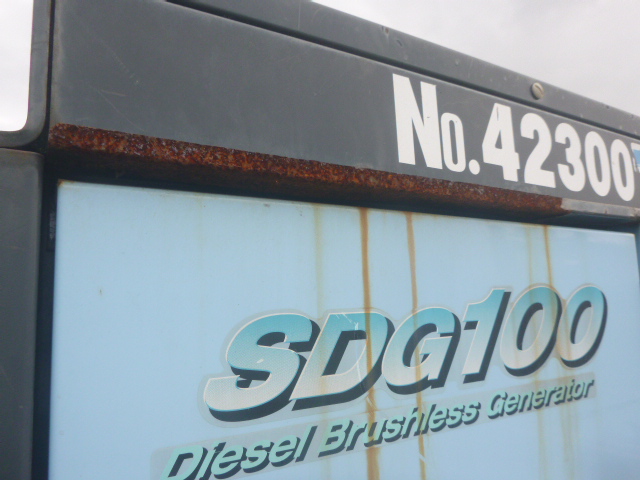 No.42300
SDG100
Diesel Brushless Generator